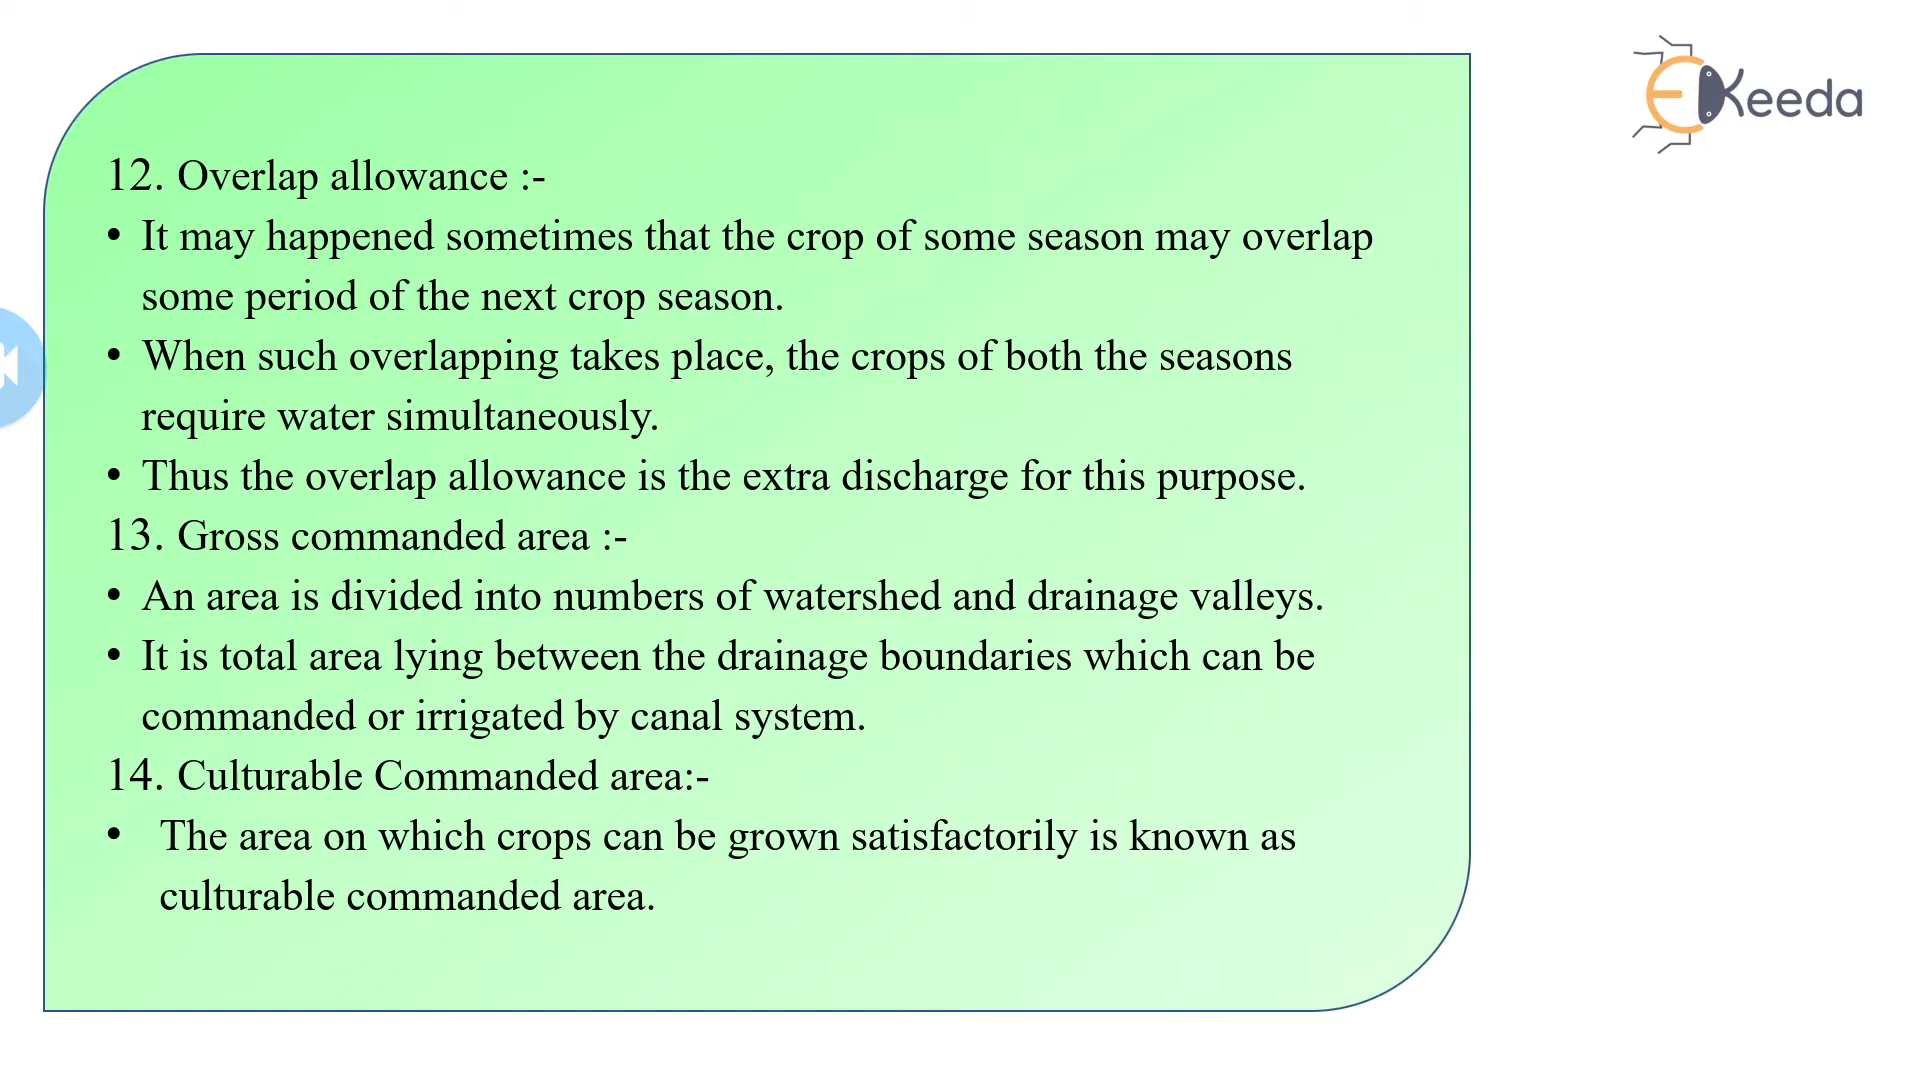 EKeeda
12. Overlap allowance :-
• It may happened sometimes that the crop of some season may overlap
some period of the next crop season.
• When such overlapping takes place, the crops of both the seasons
require water simultaneously.
• Thus the overlap allowance is the extra discharge for this purpose.
13. Gross commanded area :-
• An area is divided into numbers of watershed and drainage valleys.
• It is total area lying between the drainage boundaries which can be
commanded or irrigated by canal system.
14. Culturable Commanded area:-
• The area on which crops can be grown satisfactorily is known as
culturable commanded area.